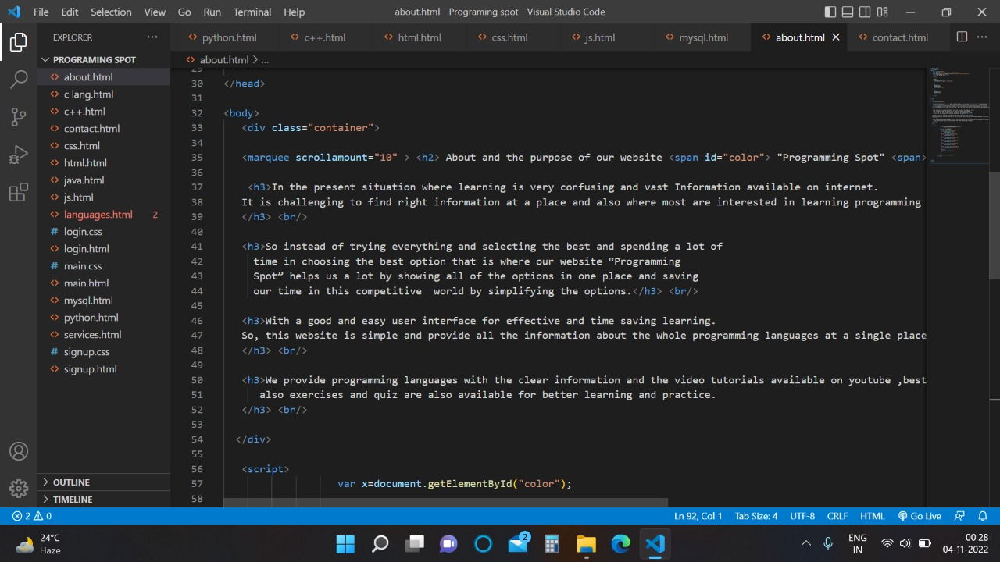 File Edit Selection View Go Run Terminal Help
about.html - Programing spot - Visual Studio Code
EXPLORER
PROGRAMING SPOT
about.html
c lang.html
c++.html
contact.html
css.html
html.html
java.html
js.html
languages.html 2
login.css
login.html
main.css
main.html
mysql.html
python.html
services.html
signup.css
signup.html
OUTLINE
TIMELINE
python.html c++.html html.html css.html js.html mysql.html about.html contact.html
about.html > ...
29
30 </head>
31
32 <body>
33 <div class="container">
34
35 <marquee scrollamount="10" <h2> About and the purpose of our website <span id="color"> "Programming Spot" <span>
36
37 <h3>In the present situation where learning is very confusing and vast Information available on internet.
38 It is challenging to find right information at a place and also where most are interested in learning programming
39 </h3> <br/>
40
41 <h3>So instead of trying everything and selecting the best and spending a lot of
42 time in choosing the best option that is where our website “Programming
43 Spot” helps us a lot by showing all of the options in one place and saving
44 our time in this competitive  world by simplifying the options.</h3> <br/>
45
46 <h3>With a good and easy user interface for effective and time saving learning.
47 So, this website is simple and provide all the information about the whole programming languages at a single place
48 </h3> <br/>
49
50 <h3>We provide programming languages with the clear information and the video tutorials available on youtube ,best
51 also exercises and quiz are also available for better learning and practice.
52 </h3> <br/>
53
54 </div>
55
56 <script>
57 var x=document.getElementById("color");
58
2 0
Ln 92, Col 1 Tab Size: 4 UTF-8 CRLF HTML Go Live
24°C
Haze
2
ENG
IN
00:28
04-11-2022